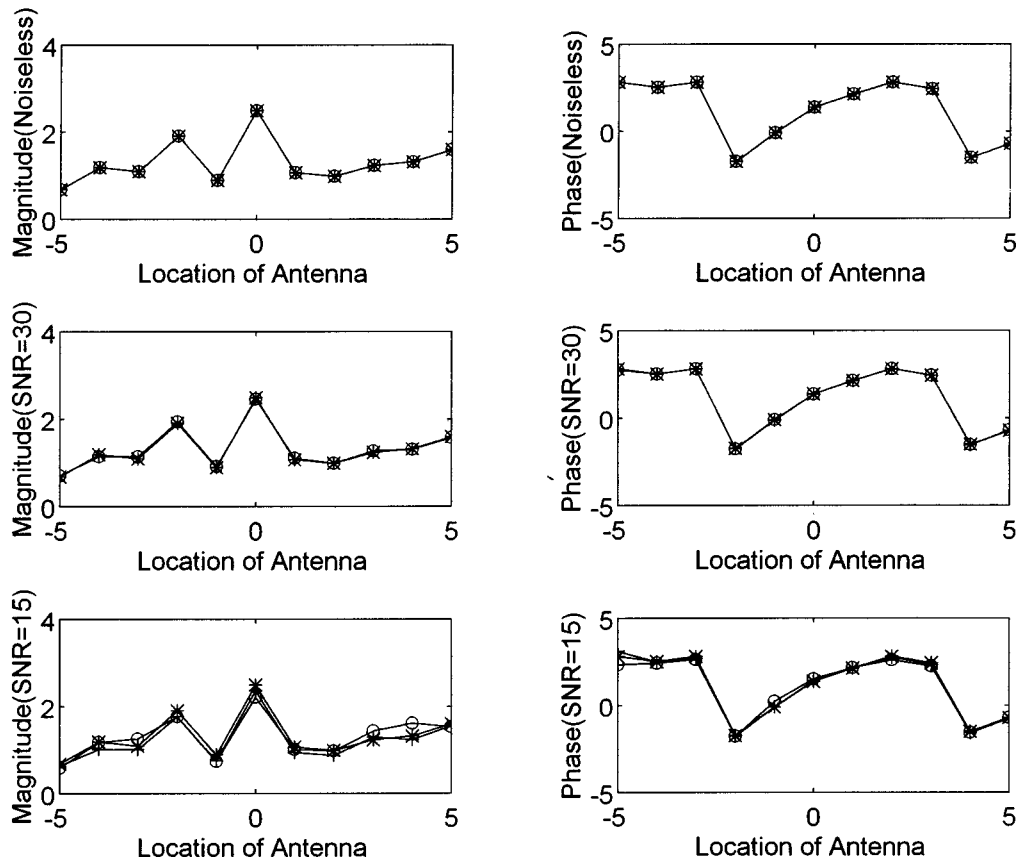 Magnitude(Noiseless)
4
2
0
-5 0 5
Location of Antenna
Phase(Noiseless)
5
0
-5
-5 0 5
Location of Antenna
Magnitude(SNR=30)
4
2
0
-5 0 5
Location of Antenna
Phase(SNR=30)
5
0
-5
-5 0 5
Location of Antenna
Magnitude(SNR=15)
4
2
0
-5 0 5
Location of Antenna
Phase(SNR=15)
5
0
-5
-5 0 5
Location of Antenna